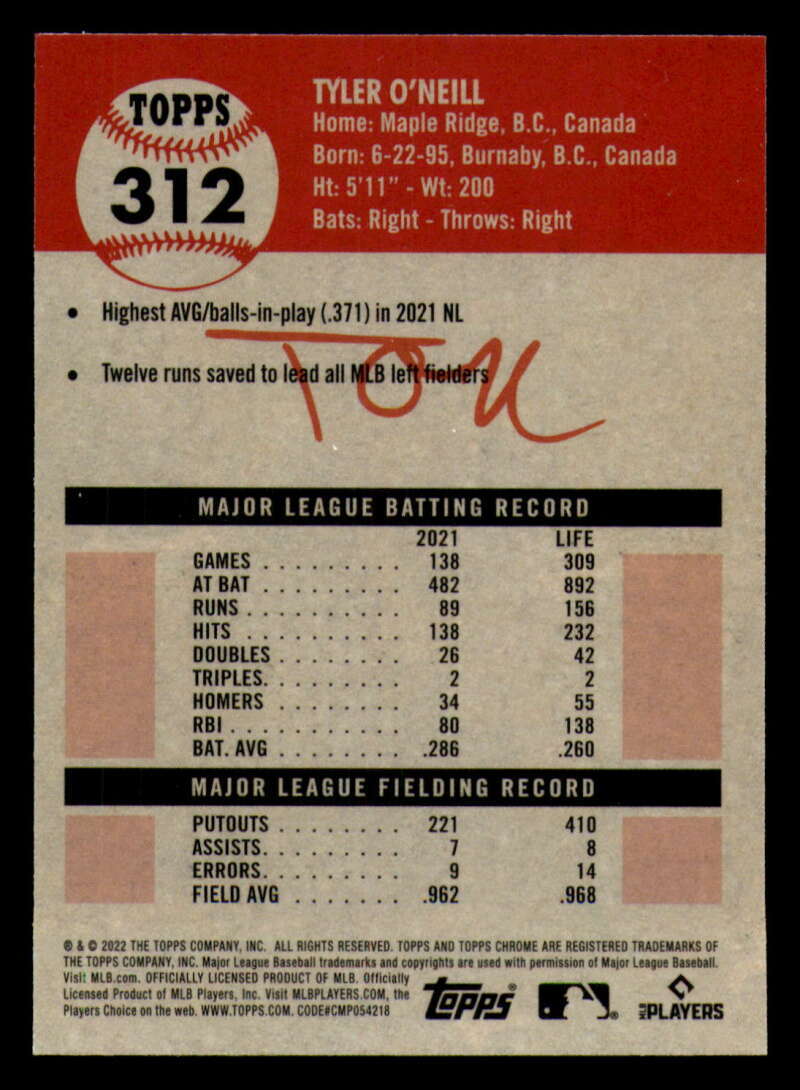 TOPPS
312
TYLER O'NEILL
Home: Maple Ridge, B.C., Canada
Born: 6-22-95, Burnaby, B.C., Canada
Ht: 5'11" - Wt: 200
Bats: Right - Throws: Right
• Highest AVG/balls-in-play (.371) in 2021 NL
• Twelve runs saved to lead all MLB left fielders
MAJOR LEAGUE BATTING RECORD
2021 LIFE
GAMES . . . . . . . . . 138 309
AT BAT . . . . . . . . . 482 892
RUNS . . . . . . . . . . 89 156
HITS . . . . . . . . . . 138 232
DOUBLES . . . . . . . . 26 42
TRIPLES. . . . . . . . . 2 2
HOMERS . . . . . . . . 34 55
RBI . . . . . . . . . . . 80 138
BAT. AVG . . . . . . . . .286 .260
MAJOR LEAGUE FIELDING RECORD
PUTOUTS . . . . . . . . 221 410
ASSISTS. . . . . . . . . 7 8
ERRORS. . . . . . . . . 9 14
FIELD AVG . . . . . . . .962 .968
® & © 2022 THE TOPPS COMPANY, INC. ALL RIGHTS RESERVED. TOPPS AND TOPPS CHROME ARE REGISTERED TRADEMARKS OF
THE TOPPS COMPANY, INC. Major League Baseball trademarks and copyrights are used with permission of Major League Baseball.
Visit MLB.com. OFFICIALLY LICENSED PRODUCT OF MLB. Officially
Licensed Product of MLB Players, Inc. Visit MLBPLAYERS.COM, the
Players Choice on the web. WWW.TOPPS.COM. CODE#CMP054218
Topps®
®
MLB PLAYERS